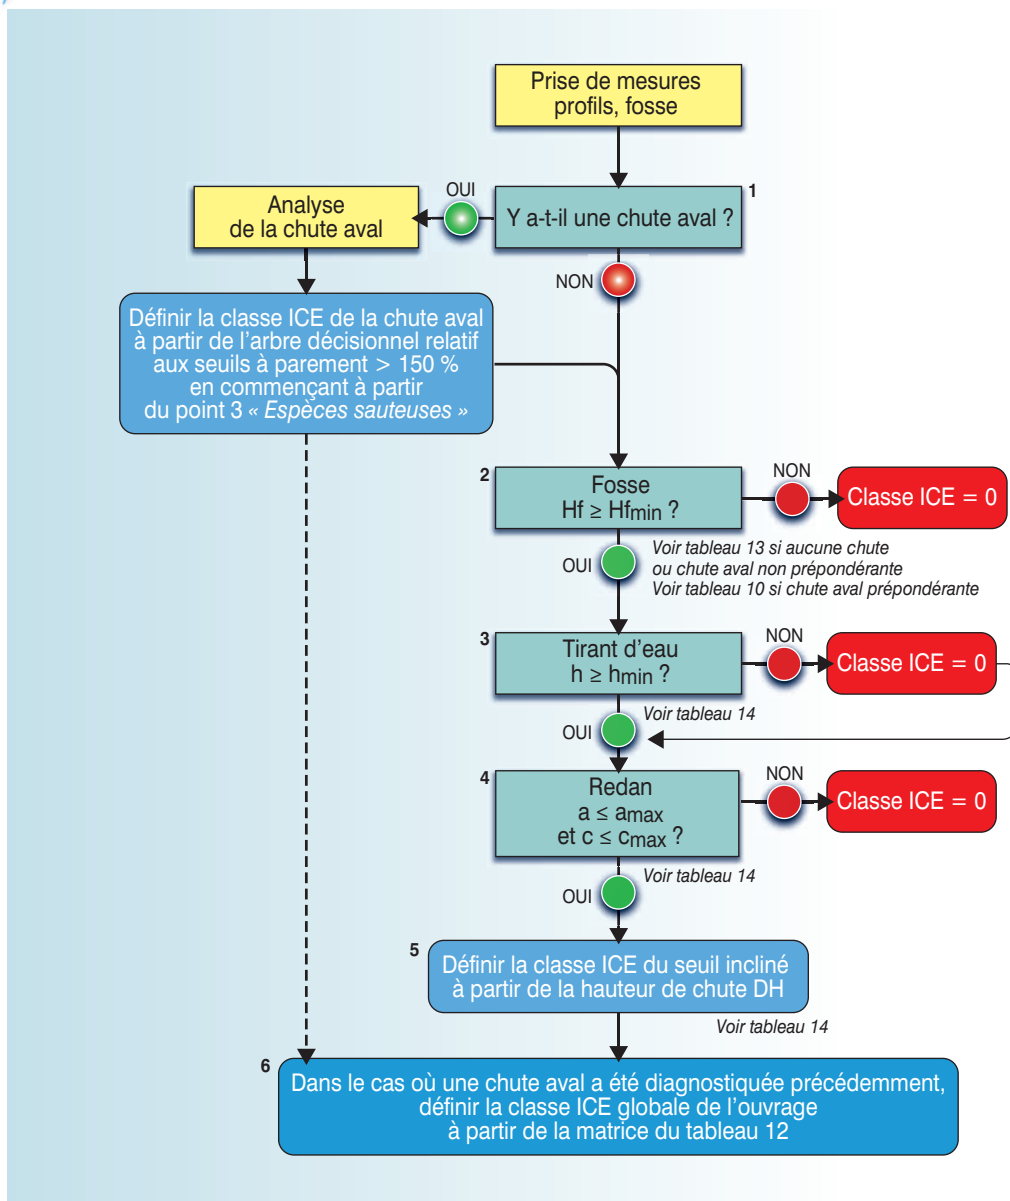 Prise de mesures
profils, fosse
1
Y a-t-il une chute aval ?
OUI
Analyse
de la chute aval
NON
Définir la classe ICE de la chute aval
à partir de l'arbre décisionnel relatif
aux seuils à parement > 150 %
en commençant à partir
du point 3 « Espèces sauteuses »
2
Fosse
Hf ≥ Hfmin ?
NON
Classe ICE = 0
OUI
Voir tableau 13 si aucune chute
ou chute aval non prépondérante
Voir tableau 10 si chute aval prépondérante
3
Tirant d'eau
h ≥ hmin ?
NON
Classe ICE = 0
Voir tableau 14
OUI
4
Redan
a ≤ amax
et c ≤ cmax ?
NON
Classe ICE = 0
Voir tableau 14
OUI
5
Définir la classe ICE du seuil incliné
à partir de la hauteur de chute DH
Voir tableau 14
6
Dans le cas où une chute aval a été diagnostiquée précédemment,
définir la classe ICE globale de l'ouvrage
à partir de la matrice du tableau 12